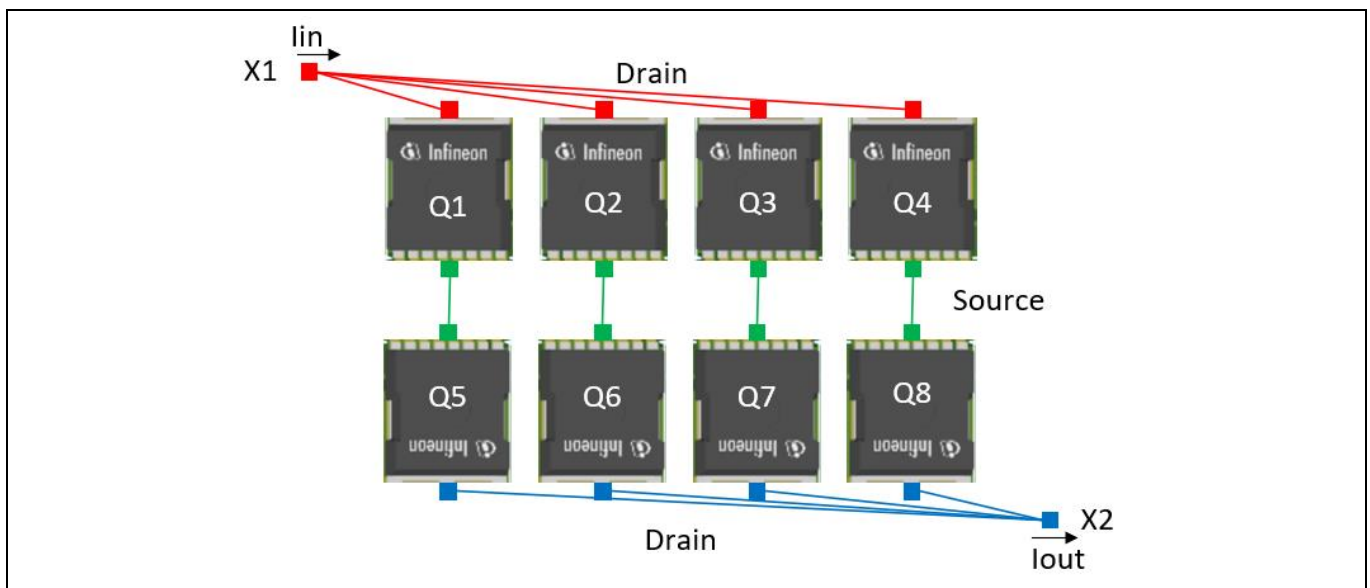 Iin
X1
Drain
Infineon Infineon Infineon Infineon
Q1 Q2 Q3 Q4
Source
Q5 Q6 Q7 Q8
Infineon Infineon Infineon Infineon
X2
Drain
Iout